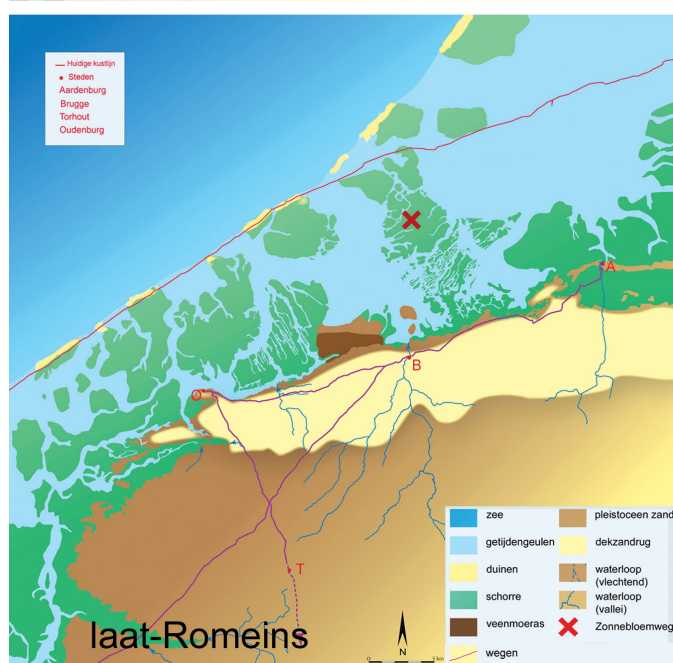 Huidige kustlijn
Steden
Aardenburg
Brugge
Torhout
Oudenburg
A
B
O
T
zee
getijdengeulen
duinen
schorre
veenmoeras
wegen
pleistoceen zand
dekzandrug
waterloop
(vlechtend)
waterloop
(vallei)
Zonnebloemweg
laat-Romeins
N
0
5 km